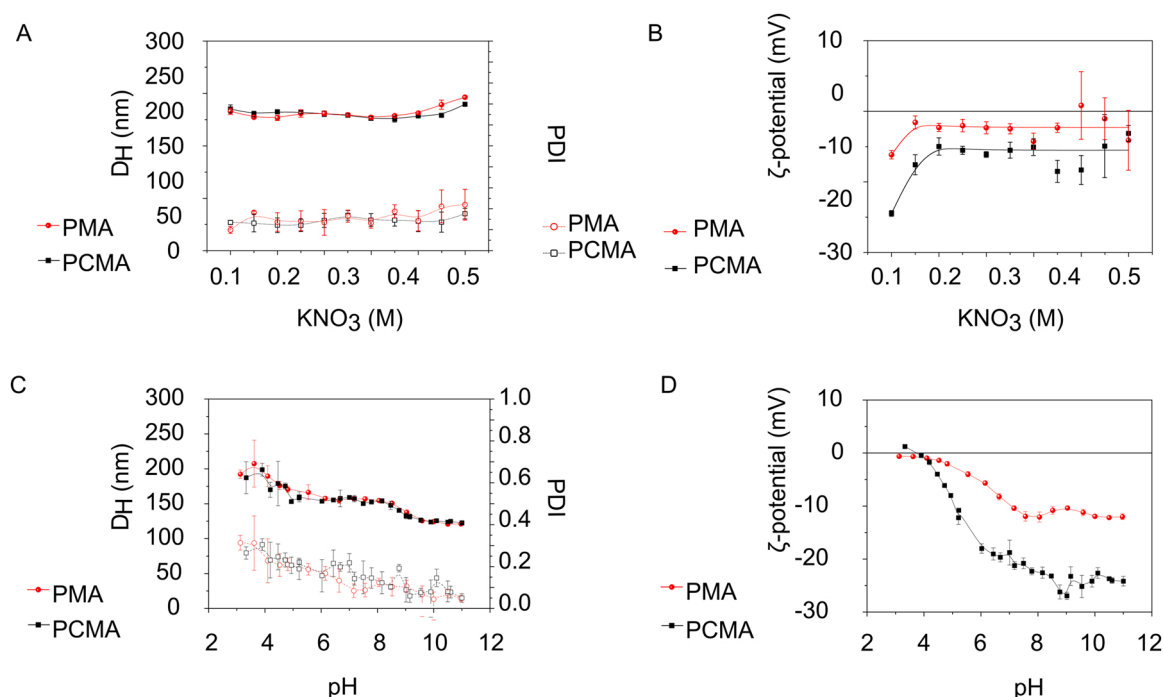 A
300
250
200
150
100
50
0
D_H (nm)
PDI
PMA
PCMA
PMA
PCMA
0.1 0.2 0.3 0.4 0.5
KNO₃ (M)
B
10
0
-10
-20
-30
ζ-potential (mV)
PMA
PCMA
0.1 0.2 0.3 0.4 0.5
KNO₃ (M)
C
300
250
200
150
100
50
0
D_H (nm)
1.0
0.8
0.6
0.4
0.2
0.0
PDI
PMA
PCMA
2 4 6 8 10 12
pH
D
10
0
-10
-20
-30
ζ-potential (mV)
PMA
PCMA
2 4 6 8 10 12
pH